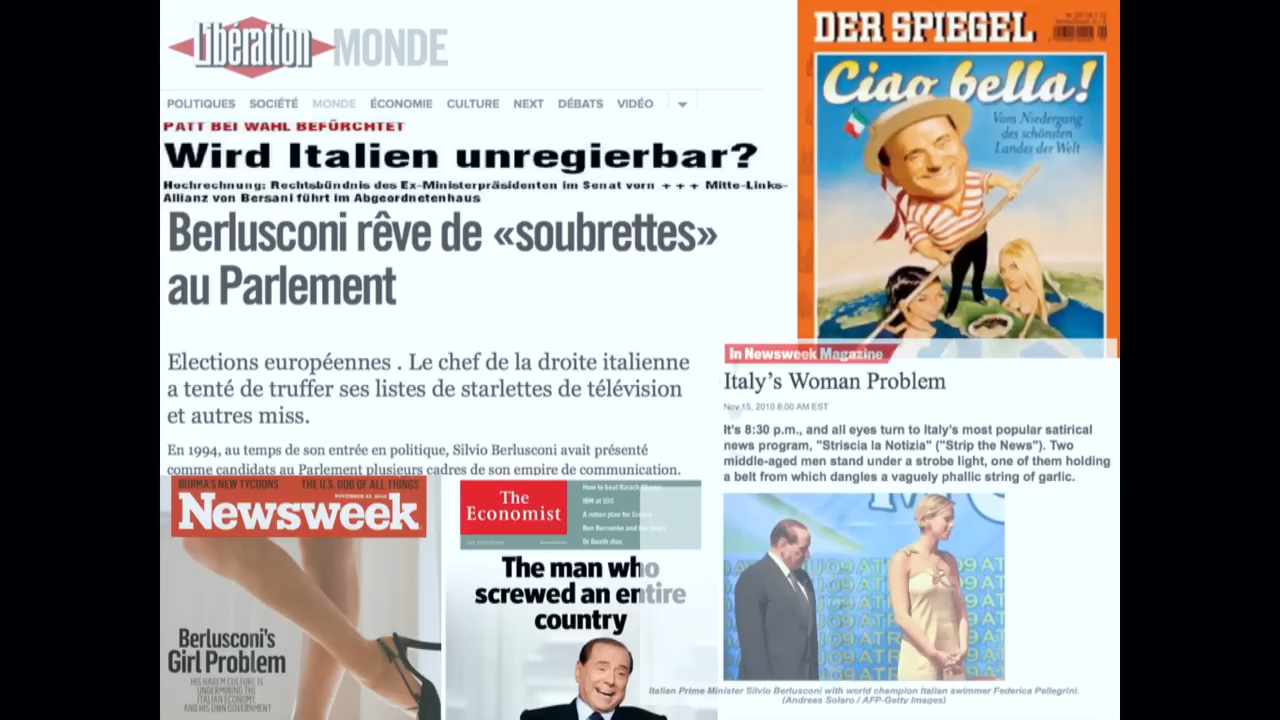 Libération MONDE
POLITIQUES SOCIÉTÉ MONDE ÉCONOMIE CULTURE NEXT DÉBATS VIDÉO
PATT BEI WAHL BEFÜRCHTET
Wird Italien unregierbar?
Hochrechnung: Rechtsbündnis des Ex-Ministerpräsidenten im Senat vorn + + + Mitte-Links-
Allianz von Bersani führt im Abgeordnetenhaus
Berlusconi rêve de «soubrettes»
au Parlement
Elections européennes . Le chef de la droite italienne
a tenté de truffer ses listes de starlettes de télévision
et autres miss.
En 1994, au temps de son entrée en politique, Silvio Berlusconi avait présenté
comme candidats au Parlement plusieurs cadres de son empire de communication.
DER SPIEGEL
Ciao bella!
Vom Niedergang
des schönsten
Landes der Welt
In Newsweek Magazine
Italy's Woman Problem
Nov 15, 2010 8:00 AM EST
It's 8:30 p.m., and all eyes turn to Italy's most popular satirical
news program, "Striscia la Notizia" ("Strip the News"). Two
middle-aged men stand under a strobe light, one of them holding
a belt from which dangles a vaguely phallic string of garlic.
BURMA'S NEW TYCOONS THE U.S. GOD OF ALL THINGS
Newsweek
Berlusconi's
Girl Problem
HIS HAREM CULTURE IS
UNDERMINING THE
ITALIAN ECONOMY
AND HIS OWN GOVERNMENT
The
Economist
How to beat Barack Obama
IBM at 100
A rotten plan for Greece
Ben Bernanke and
Dr Death dies
The man who
screwed an entire
country
Italian Prime Minister Silvio Berlusconi with world champion Italian swimmer Federica Pellegrini.
(Andreas Solaro / AFP-Getty Images)